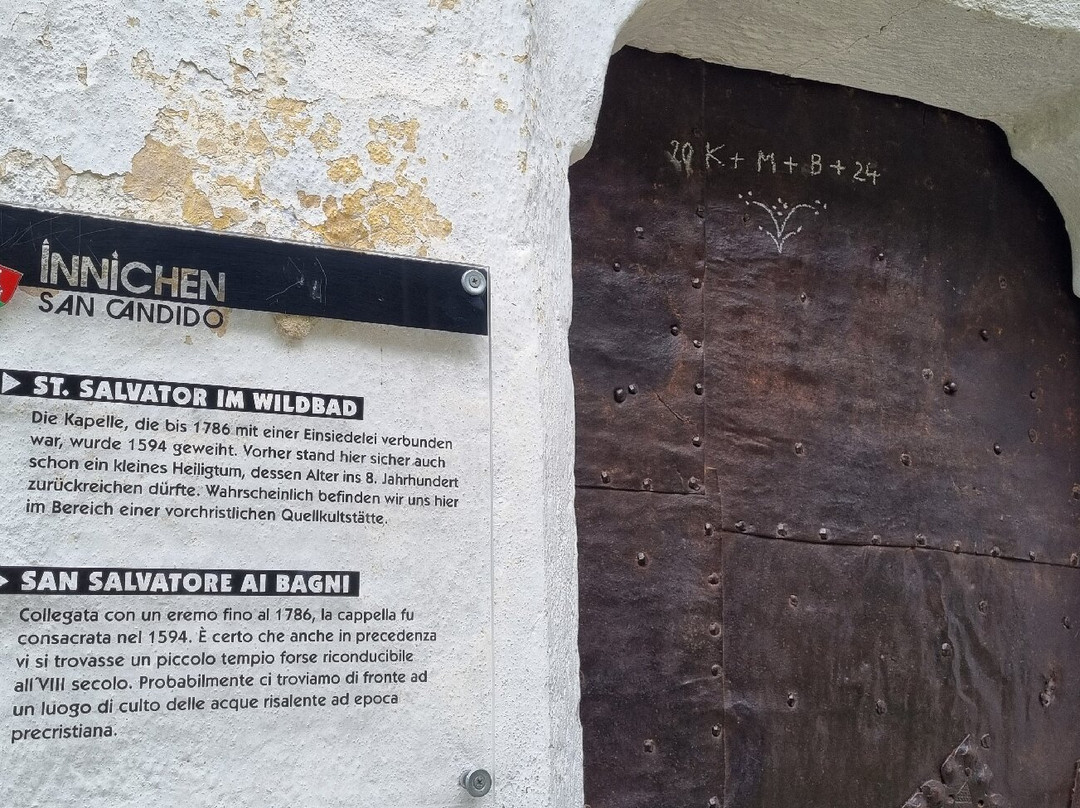 INNICHEN
SAN CANDIDO
ST. SALVATOR IM WILDBAD
Die Kapelle, die bis 1786 mit einer Einsiedelei verbunden
war, wurde 1594 geweiht. Vorher stand hier sicher auch
schon ein kleines Heiligtum, dessen Alter ins 8. Jahrhundert
zurückreichen dürfte. Wahrscheinlich befinden wir uns hier
im Bereich einer vorchristlichen Quellkultstätte.
SAN SALVATORE AI BAGNI
Collegata con un eremo fino al 1786, la cappella fu
consacrata nel 1594. È certo che anche in precedenza
vi si trovasse un piccolo tempio forse riconducibile
all'VIII secolo. Probabilmente ci troviamo di fronte ad
un luogo di culto delle acque risalente ad epoca
precristiana.
20 K + M + B + 24